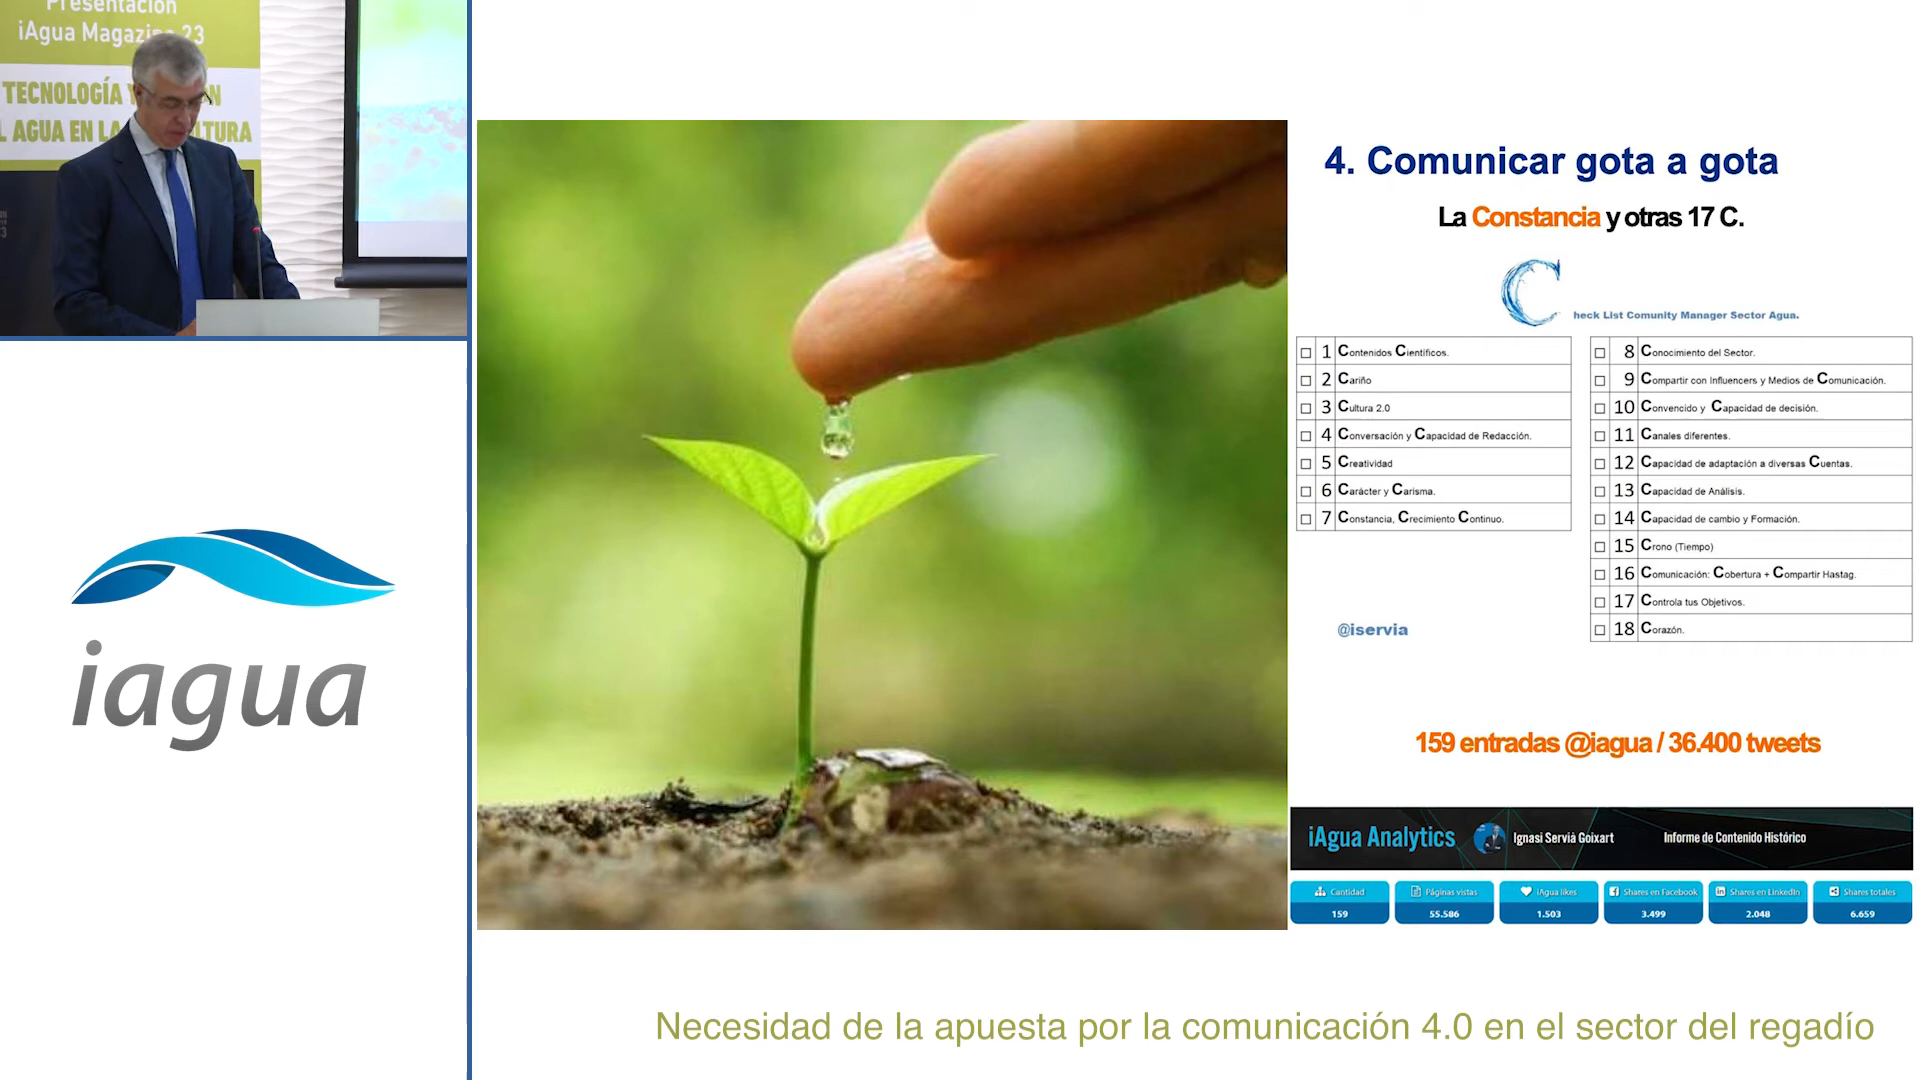 Presentación
iAgua Magazine 23
TECNOLOGÍA Y
AGUA EN LA
iagua
4. Comunicar gota a gota
La Constancia y otras 17 C.
C heck List Comunity Manager Sector Agua.
1 Contenidos Científicos.
2 Cariño
3 Cultura 2.0
4 Conversación y Capacidad de Redacción.
5 Creatividad
6 Carácter y Carisma.
7 Constancia, Crecimiento Continuo.
8 Conocimiento del Sector.
9 Compartir con Influencers y Medios de Comunicación.
10 Convencido y Capacidad de decisión.
11 Canales diferentes.
12 Capacidad de adaptación a diversas Cuentas.
13 Capacidad de Análisis.
14 Capacidad de cambio y Formación.
15 Crono (Tiempo)
16 Comunicación: Cobertura + Compartir Hastag.
17 Controla tus Objetivos.
18 Corazón.
@iservia
159 entradas @iagua / 36.400 tweets
iAgua Analytics Ignasi Servià Goixart Informe de Contenido Histórico
Cantidad Páginas vistas iAgua likes Shares en Facebook Shares en LinkedIn Shares totales
159 55.586 1.503 3.499 2.048 6.659
Necesidad de la apuesta por la comunicación 4.0 en el sector del regadío